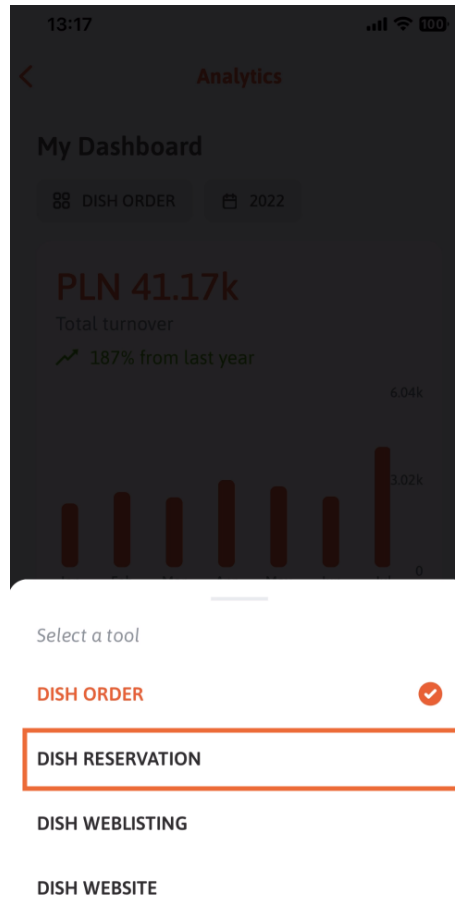 13:17
100
Analytics
My Dashboard
DISH ORDER
2022
PLN 41.17k
Total turnover
187% from last year
6.04k
3.02k
0
Select a tool
DISH ORDER
DISH RESERVATION
DISH WEBLISTING
DISH WEBSITE